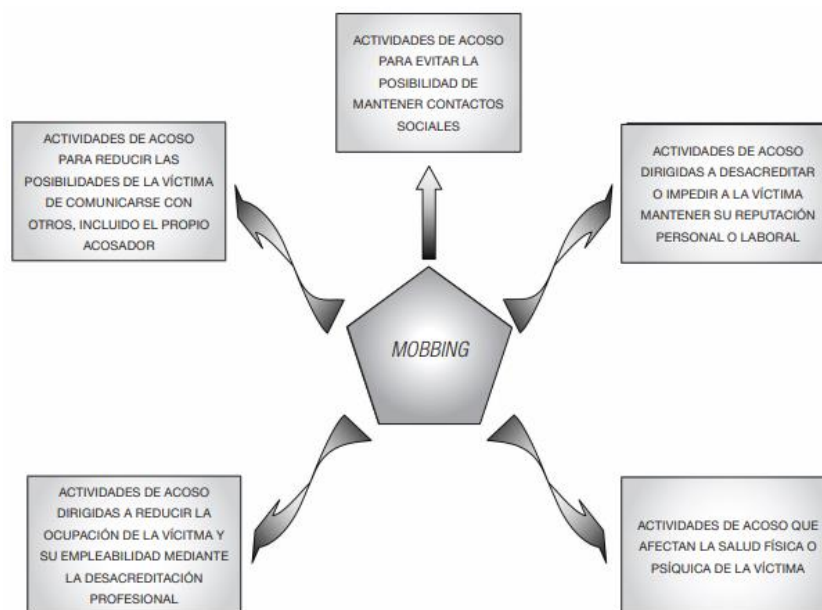 ACTIVIDADES DE ACOSO
PARA EVITAR LA
POSIBILIDAD DE
MANTENER CONTACTOS
SOCIALES
ACTIVIDADES DE ACOSO
PARA REDUCIR LAS
POSIBILIDADES DE LA VÍCTIMA
DE COMUNICARSE CON
OTROS, INCLUIDO EL PROPIO
ACOSADOR
ACTIVIDADES DE ACOSO
DIRIGIDAS A DESACREDITAR
O IMPEDIR A LA VÍCTIMA
MANTENER SU REPUTACIÓN
PERSONAL O LABORAL
MOBBING
ACTIVIDADES DE ACOSO
DIRIGIDAS A REDUCIR LA
OCUPACIÓN DE LA VÍCITMA Y
SU EMPLEABILIDAD MEDIANTE
LA DESACREDITACIÓN
PROFESIONAL
ACTIVIDADES DE ACOSO QUE
AFECTAN LA SALUD FÍSICA O
PSÍQUICA DE LA VÍCTIMA